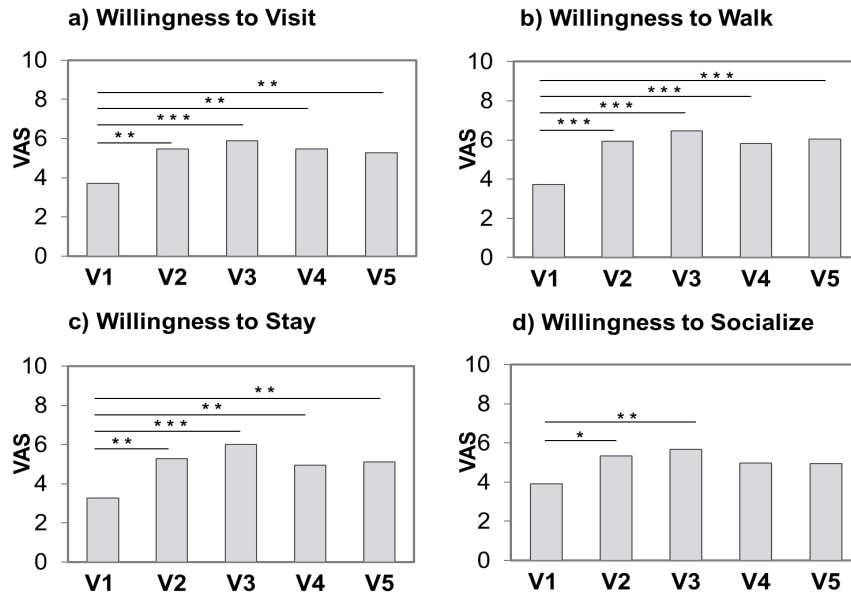 a) Willingness to Visit
10
8
6
4
2
0
VAS
* *
* *
* * *
* *
V1 V2 V3 V4 V5
b) Willingness to Walk
10
8
6
4
2
0
VAS
* * *
* * *
* * *
* * *
V1 V2 V3 V4 V5
c) Willingness to Stay
10
8
6
4
2
0
VAS
* *
* *
* * *
* *
V1 V2 V3 V4 V5
d) Willingness to Socialize
10
8
6
4
2
0
VAS
* *
*
V1 V2 V3 V4 V5